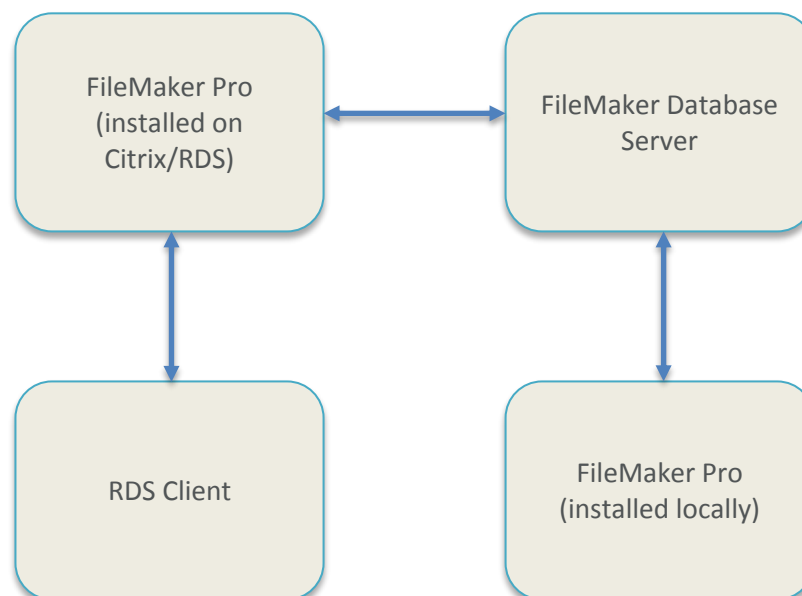 FileMaker Pro
(installed on
Citrix/RDS)
FileMaker Database
Server
RDS Client
FileMaker Pro
(installed locally)